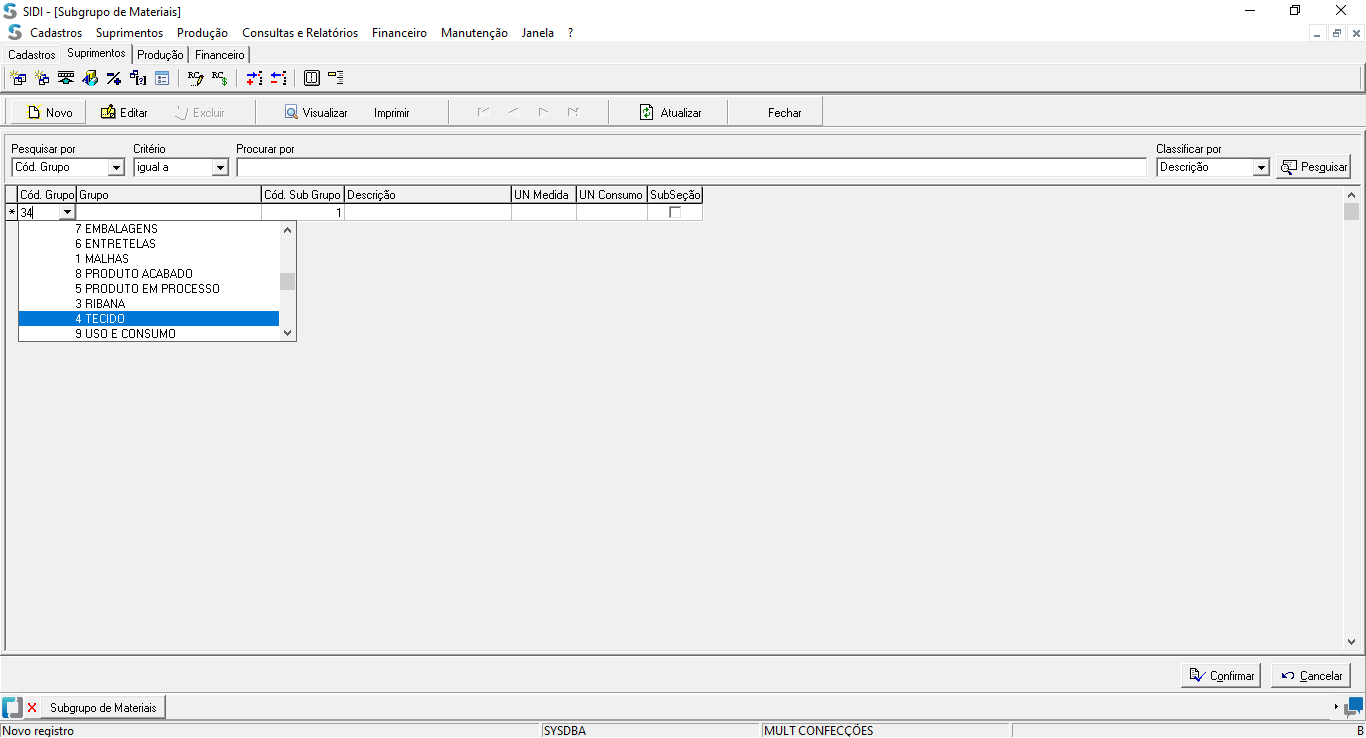 SIDI - [Subgrupo de Materiais]
Cadastros Suprimentos Produção Consultas e Relatórios Financeiro Manutenção Janela ?
Cadastros Suprimentos Produção Financeiro
Novo Editar Excluir Visualizar Imprimir Atualizar Fechar
Pesquisar por Critério Procurar por Classificar por
Cód. Grupo igual a Descrição Pesquisar
Cód. Grupo Grupo Cód. Sub Grupo Descrição UN Medida UN Consumo SubSeção
* 34 1
7 EMBALAGENS
6 ENTRETELAS
1 MALHAS
8 PRODUTO ACABADO
5 PRODUTO EM PROCESSO
3 RIBANA
4 TECIDO
9 USO E CONSUMO
Confirmar Cancelar
Subgrupo de Materiais
Novo registro SYSDBA MULT CONFECÇÕES B